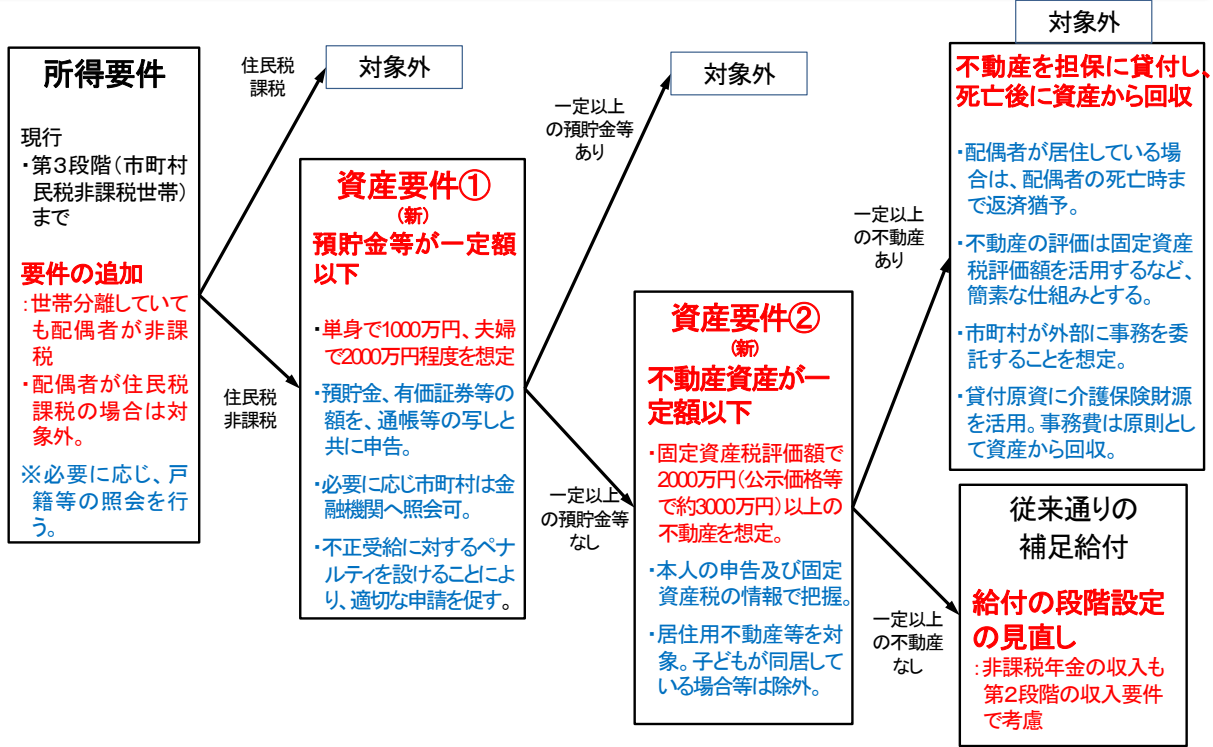 所得要件
現行
・第3段階(市町村
民税非課税世帯)
まで
要件の追加
:世帯分離していて
も配偶者が非課
税
・配偶者が住民税
課税の場合は対
象外。
※必要に応じ、戸
籍等の照会を行
う。
住民税
課税
対象外
住民税
非課税
資産要件①
(新)
預貯金等が一定額
以下
・単身で1000万円、夫婦
で2000万円程度を想定
・預貯金、有価証券等の
額を、通帳等の写しと
共に申告。
・必要に応じ市町村は金
融機関へ照会可。
・不正受給に対するペナ
ルティを設けることによ
り、適切な申請を促す。
一定以上
の預貯金等
あり
対象外
一定以上
の預貯金等
なし
資産要件②
(新)
不動産資産が一
定額以下
・固定資産税評価額で
2000万円(公示価格等
で約3000万円)以上の
不動産を想定。
・本人の申告及び固定
資産税の情報で把握。
・居住用不動産等を対
象。子どもが同居して
いる場合等は除外。
一定以上
の不動産
あり
対象外
不動産を担保に貸付し、
死亡後に資産から回収
・配偶者が居住している場
合は、配偶者の死亡時ま
で返済猶予。
・不動産の評価は固定資産
税評価額を活用するなど、
簡素な仕組みとする。
・市町村が外部に事務を委
託することを想定。
・貸付原資に介護保険財源
を活用。事務費は原則とし
て資産から回収。
一定以上
の不動産
なし
従来通りの
補足給付
給付の段階設定
の見直し
:非課税年金の収入も
第2段階の収入要件
で考慮